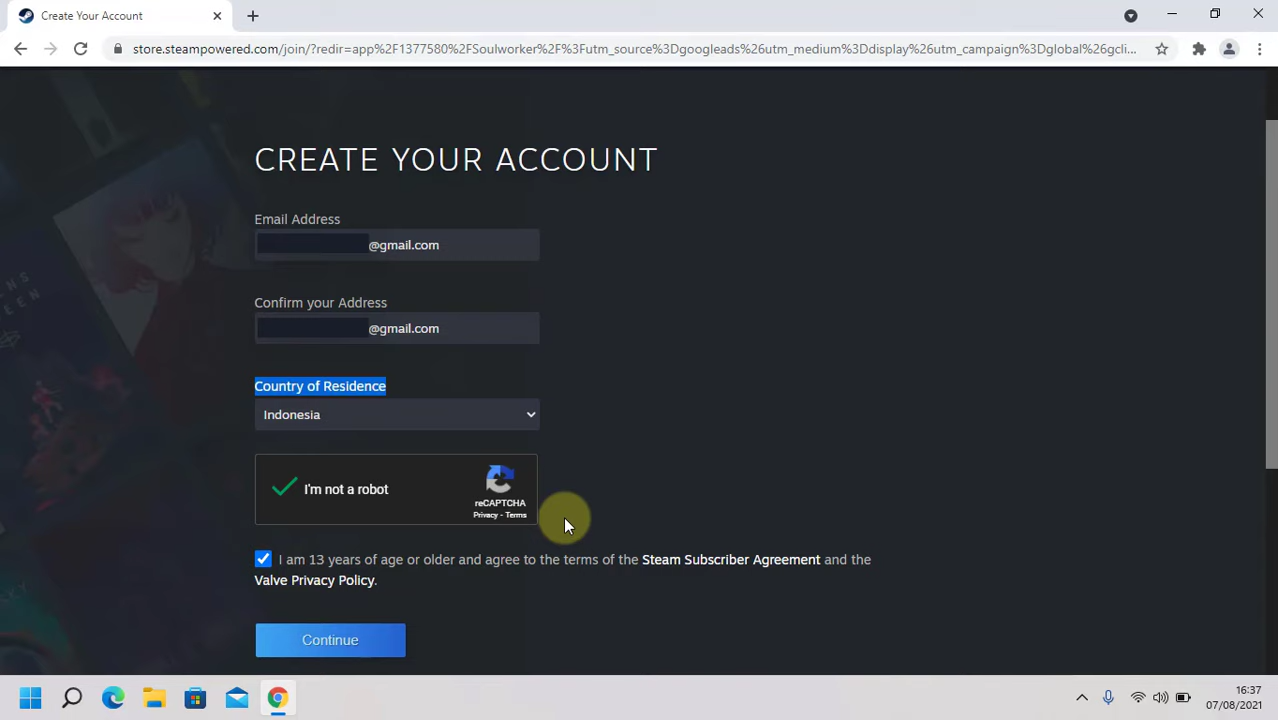 Create Your Account
store.steampowered.com/join/?redir=app%2F1377580%2FSoulworker%2F%3Futm_source%3Dgoogleads%26utm_medium%3Ddisplay%26utm_campaign%3Dglobal%26gcli...
CREATE YOUR ACCOUNT
Email Address
@gmail.com
Confirm your Address
@gmail.com
Country of Residence
Indonesia
I'm not a robot
reCAPTCHA
Privacy - Terms
I am 13 years of age or older and agree to the terms of the Steam Subscriber Agreement and the
Valve Privacy Policy.
Continue
16:37
07/08/2021